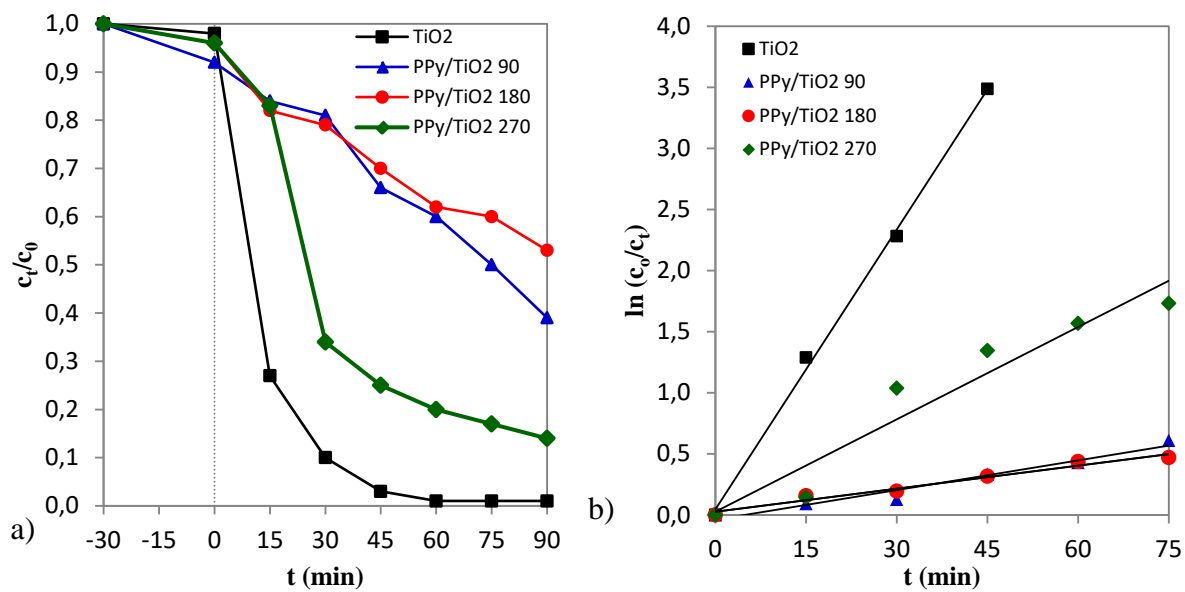 1,0
0,9
0,8
0,7
0,6
0,5
0,4
0,3
0,2
0,1
0,0
cₜ/c₀
TiO2
PPy/TiO2 90
PPy/TiO2 180
PPy/TiO2 270
-30 -15 0 15 30 45 60 75 90
t (min)
a)
4,0
3,5
3,0
2,5
2,0
1,5
1,0
0,5
0,0
ln (cₒ/cₜ)
TiO2
PPy/TiO2 90
PPy/TiO2 180
PPy/TiO2 270
0 15 30 45 60 75
t (min)
b)